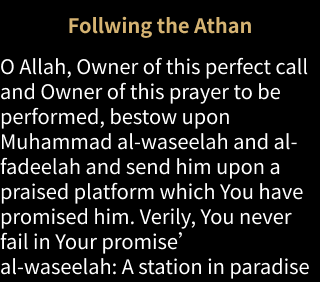 Follwing the Athan
O Allah, Owner of this perfect call
and Owner of this prayer to be
performed, bestow upon
Muhammad al-waseelah and al-
fadeelah and send him upon a
praised platform which You have
promised him. Verily, You never
fail in Your promise’
al-waseelah: A station in paradise